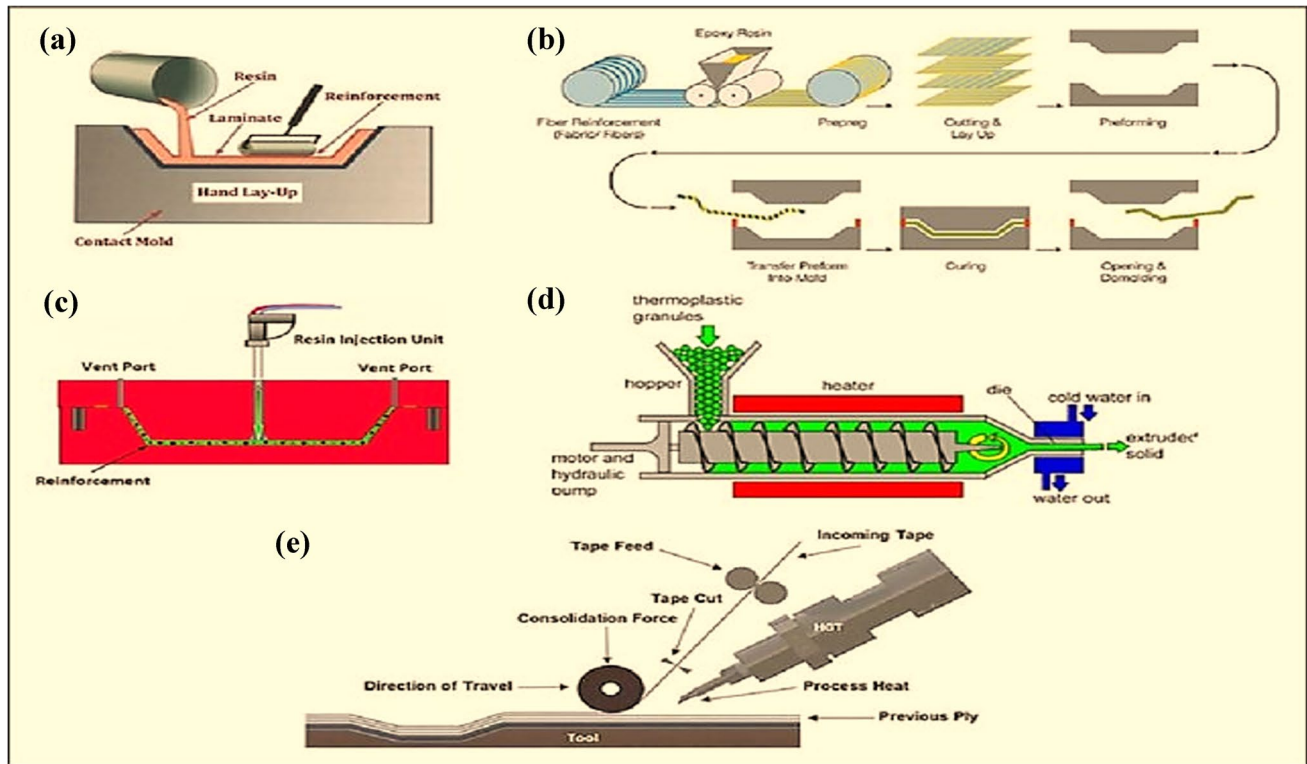 (a)
Resin
Reinforcement
Laminate
Hand Lay-Up
Contact Mold
(b)
Epoxy Resin
Fiber Reinforcement
(Fabric/ Fibers)
Prepreg
Cutting &
Lay Up
Preforming
Transfer Preform
Into Mold
Curing
Opening &
Demolding
(c)
Resin Injection Unit
Vent Port
Vent Port
Reinforcement
(d)
thermoplastic
granules
hopper
heater
die
cold water in
motor and
hydraulic
pump
extruded
solid
water out
(e)
Incoming Tape
Tape Feed
Tape Cut
Consolidation Force
HGT
Direction of Travel
Process Heat
Previous Ply
Tool